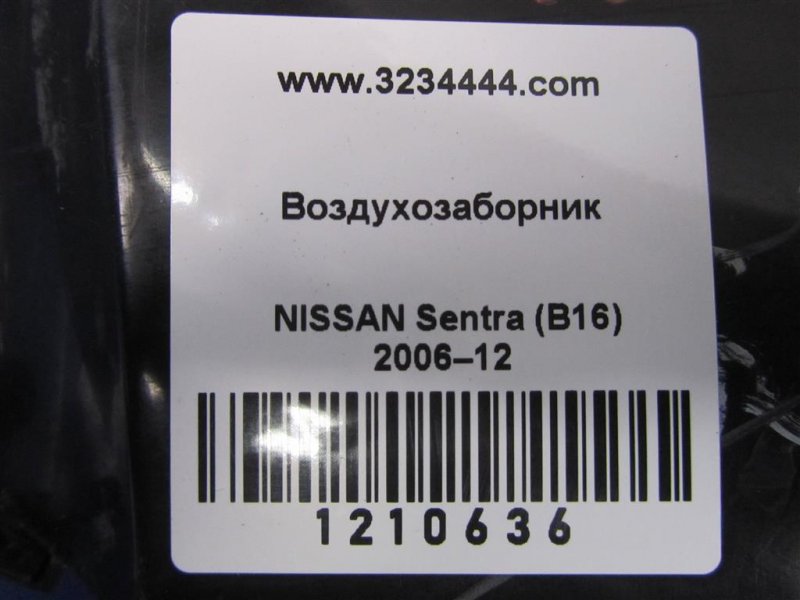 www.3234444.com
Воздухозаборник
NISSAN Sentra (B16)
2006–12
1210636